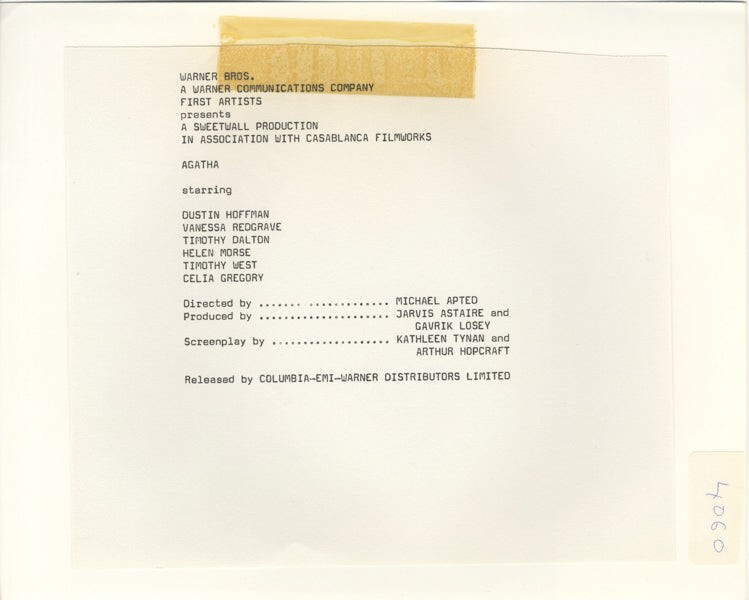 WARNER BROS.
A WARNER COMMUNICATIONS COMPANY
FIRST ARTISTS
presents
A SWEETWALL PRODUCTION
IN ASSOCIATION WITH CASABLANCA FILMWORKS
AGATHA
starring
DUSTIN HOFFMAN
VANESSA REDGRAVE
TIMOTHY DALTON
HELEN MORSE
TIMOTHY WEST
CELIA GREGORY
Directed by ..................... MICHAEL APTED
Produced by ..................... JARVIS ASTAIRE and
GAVRIK LOSEY
Screenplay by ................... KATHLEEN TYNAN and
ARTHUR HOPCRAFT
Released by COLUMBIA-EMI-WARNER DISTRIBUTORS LIMITED